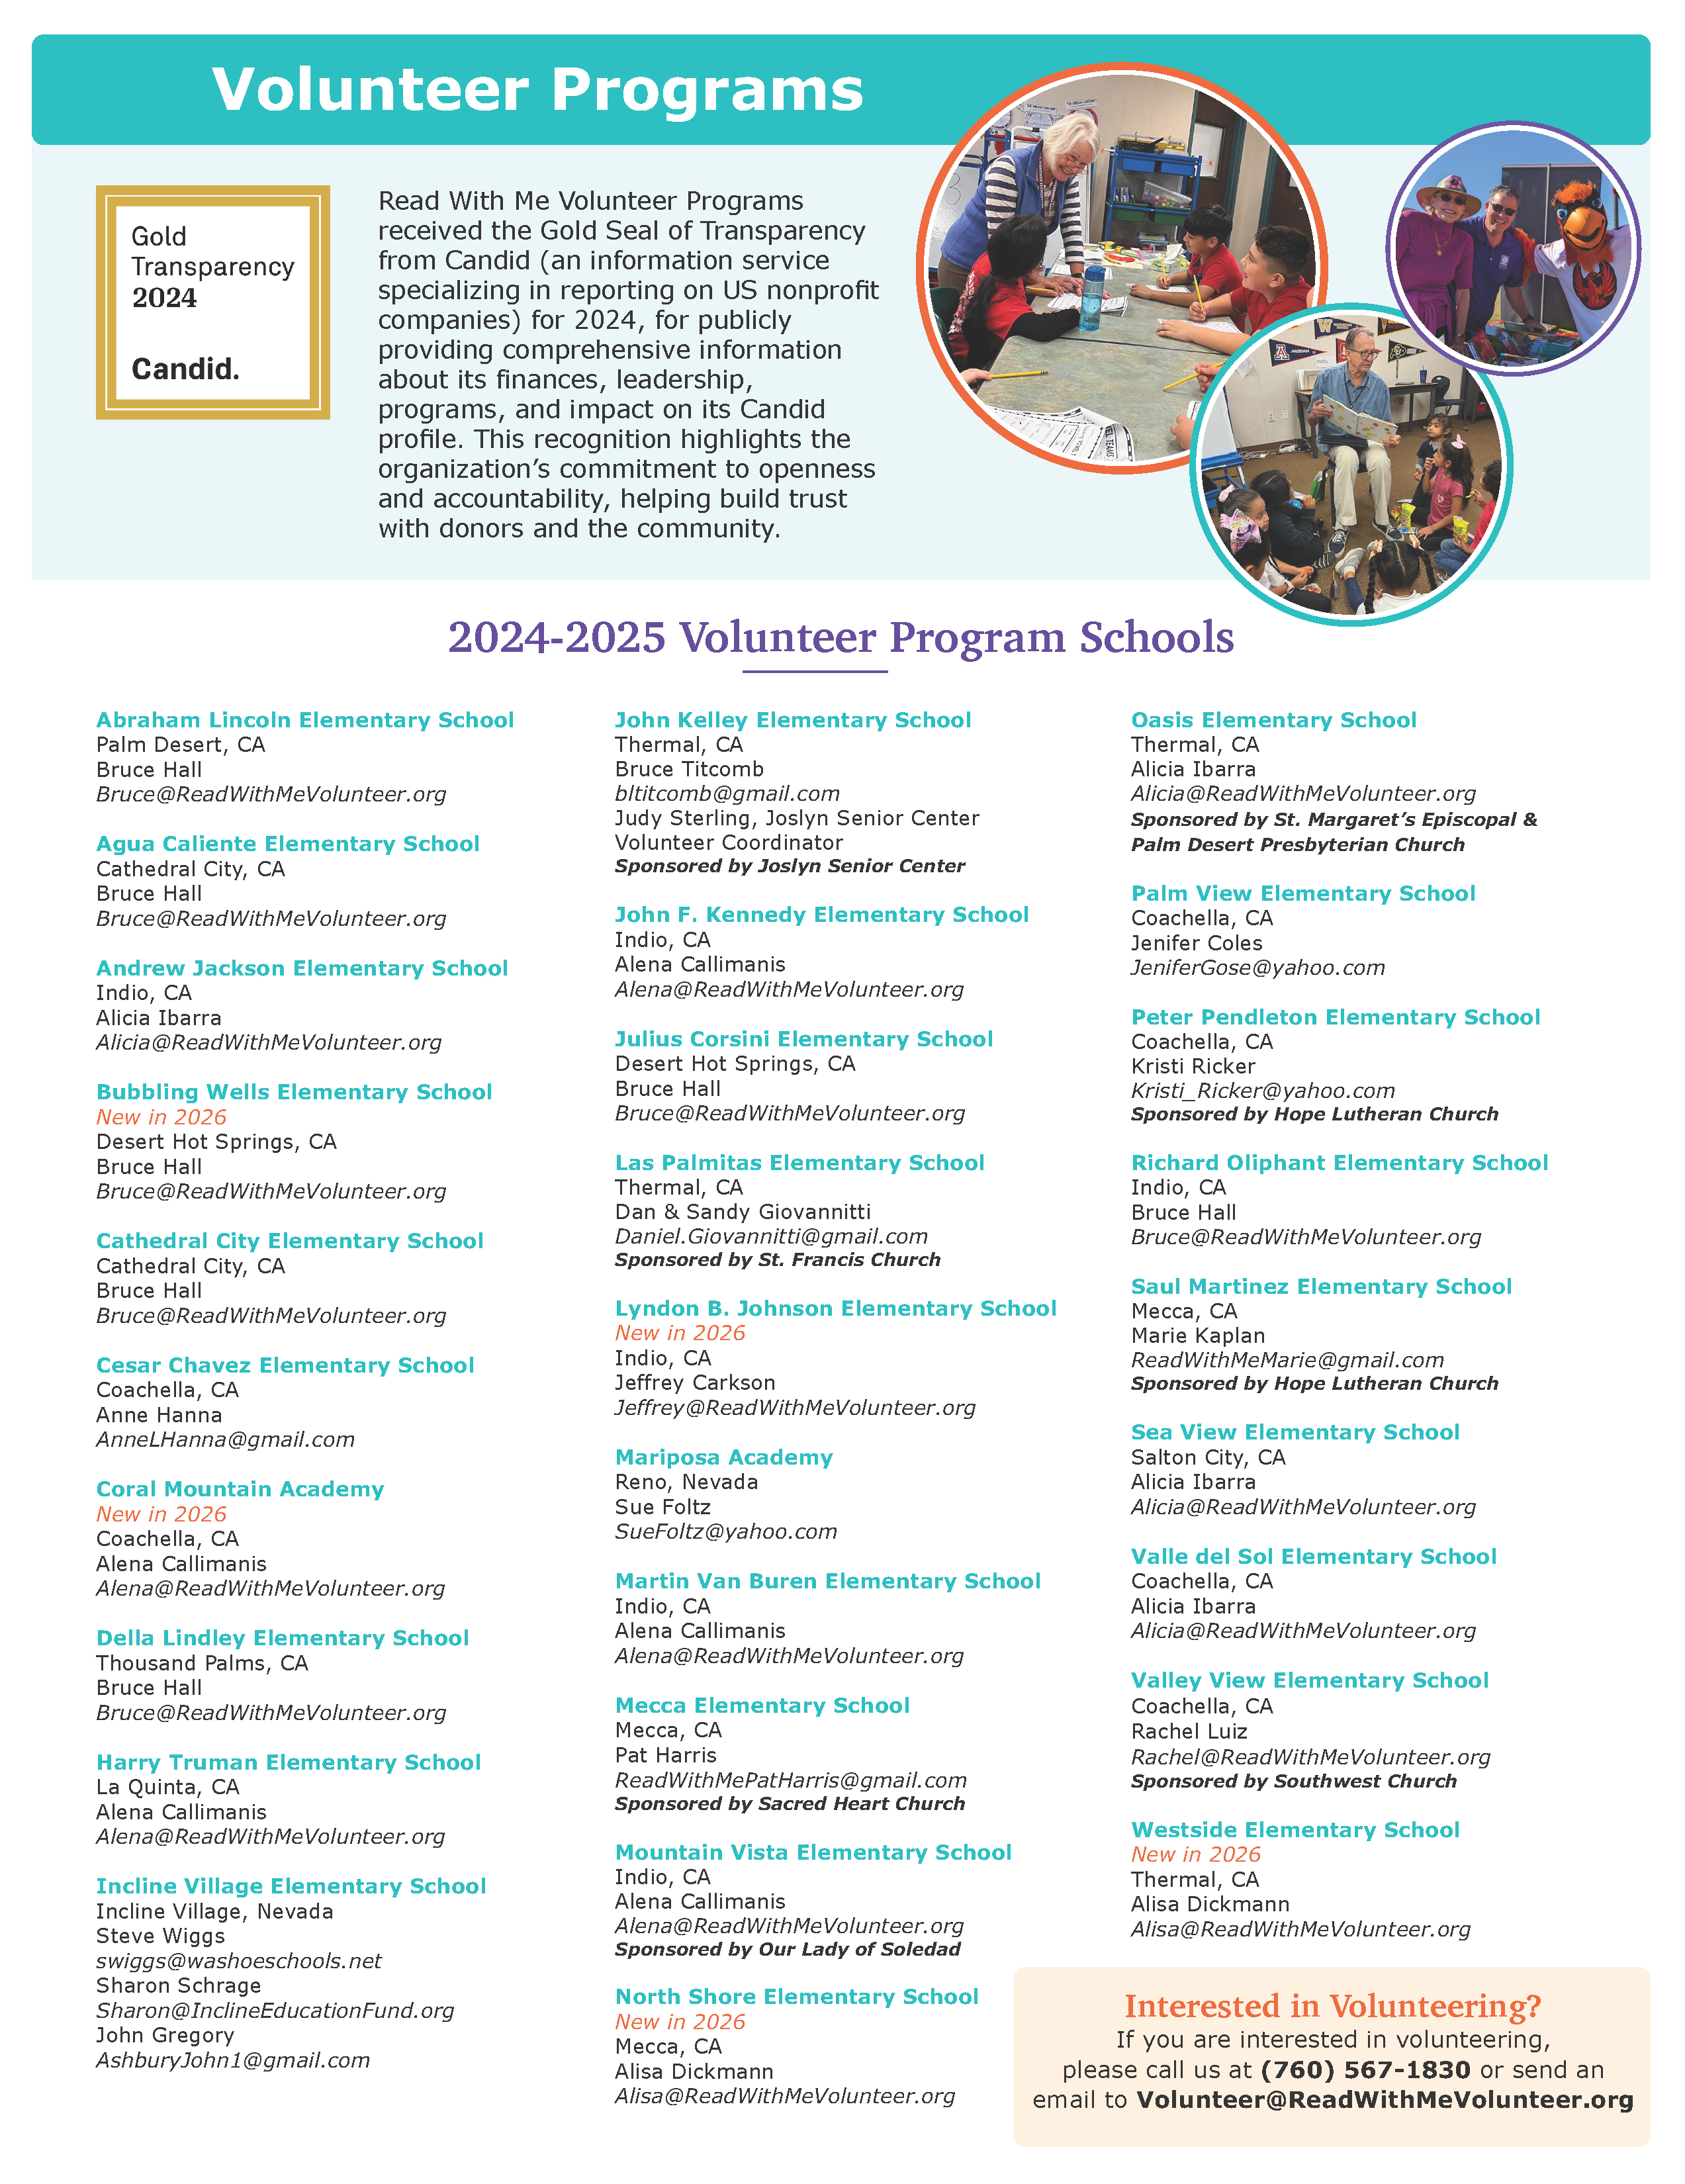 Volunteer Programs
Gold
Transparency
2024
Candid.
Read With Me Volunteer Programs
received the Gold Seal of Transparency
from Candid (an information service
specializing in reporting on US nonprofit
companies) for 2024, for publicly
providing comprehensive information
about its finances, leadership,
programs, and impact on its Candid
profile. This recognition highlights the
organization’s commitment to openness
and accountability, helping build trust
with donors and the community.
2024-2025 Volunteer Program Schools
Abraham Lincoln Elementary School
Palm Desert, CA
Bruce Hall
Bruce@ReadWithMeVolunteer.org
Agua Caliente Elementary School
Cathedral City, CA
Bruce Hall
Bruce@ReadWithMeVolunteer.org
Andrew Jackson Elementary School
Indio, CA
Alicia Ibarra
Alicia@ReadWithMeVolunteer.org
Bubbling Wells Elementary School
New in 2026
Desert Hot Springs, CA
Bruce Hall
Bruce@ReadWithMeVolunteer.org
Cathedral City Elementary School
Cathedral City, CA
Bruce Hall
Bruce@ReadWithMeVolunteer.org
Cesar Chavez Elementary School
Coachella, CA
Anne Hanna
AnneLHanna@gmail.com
Coral Mountain Academy
New in 2026
Coachella, CA
Alena Callimanis
Alena@ReadWithMeVolunteer.org
Della Lindley Elementary School
Thousand Palms, CA
Bruce Hall
Bruce@ReadWithMeVolunteer.org
Harry Truman Elementary School
La Quinta, CA
Alena Callimanis
Alena@ReadWithMeVolunteer.org
Incline Village Elementary School
Incline Village, Nevada
Steve Wiggs
swiggs@washoeschools.net
Sharon Schrage
Sharon@InclineEducationFund.org
John Gregory
AshburyJohn1@gmail.com
John Kelley Elementary School
Thermal, CA
Bruce Titcomb
bltitcomb@gmail.com
Judy Sterling, Joslyn Senior Center
Volunteer Coordinator
Sponsored by Joslyn Senior Center
John F. Kennedy Elementary School
Indio, CA
Alena Callimanis
Alena@ReadWithMeVolunteer.org
Julius Corsini Elementary School
Desert Hot Springs, CA
Bruce Hall
Bruce@ReadWithMeVolunteer.org
Las Palmitas Elementary School
Thermal, CA
Dan & Sandy Giovannitti
Daniel.Giovannitti@gmail.com
Sponsored by St. Francis Church
Lyndon B. Johnson Elementary School
New in 2026
Indio, CA
Jeffrey Carkson
Jeffrey@ReadWithMeVolunteer.org
Mariposa Academy
Reno, Nevada
Sue Foltz
SueFoltz@yahoo.com
Martin Van Buren Elementary School
Indio, CA
Alena Callimanis
Alena@ReadWithMeVolunteer.org
Mecca Elementary School
Mecca, CA
Pat Harris
ReadWithMePatHarris@gmail.com
Sponsored by Sacred Heart Church
Mountain Vista Elementary School
Indio, CA
Alena Callimanis
Alena@ReadWithMeVolunteer.org
Sponsored by Our Lady of Soledad
North Shore Elementary School
New in 2026
Mecca, CA
Alisa Dickmann
Alisa@ReadWithMeVolunteer.org
Oasis Elementary School
Thermal, CA
Alicia Ibarra
Alicia@ReadWithMeVolunteer.org
Sponsored by St. Margaret’s Episcopal &
Palm Desert Presbyterian Church
Palm View Elementary School
Coachella, CA
Jenifer Coles
JeniferGose@yahoo.com
Peter Pendleton Elementary School
Coachella, CA
Kristi Ricker
Kristi_Ricker@yahoo.com
Sponsored by Hope Lutheran Church
Richard Oliphant Elementary School
Indio, CA
Bruce Hall
Bruce@ReadWithMeVolunteer.org
Saul Martinez Elementary School
Mecca, CA
Marie Kaplan
ReadWithMeMarie@gmail.com
Sponsored by Hope Lutheran Church
Sea View Elementary School
Salton City, CA
Alicia Ibarra
Alicia@ReadWithMeVolunteer.org
Valle del Sol Elementary School
Coachella, CA
Alicia Ibarra
Alicia@ReadWithMeVolunteer.org
Valley View Elementary School
Coachella, CA
Rachel Luiz
Rachel@ReadWithMeVolunteer.org
Sponsored by Southwest Church
Westside Elementary School
New in 2026
Thermal, CA
Alisa Dickmann
Alisa@ReadWithMeVolunteer.org
Interested in Volunteering?
If you are interested in volunteering,
please call us at (760) 567-1830 or send an
email to Volunteer@ReadWithMeVolunteer.org